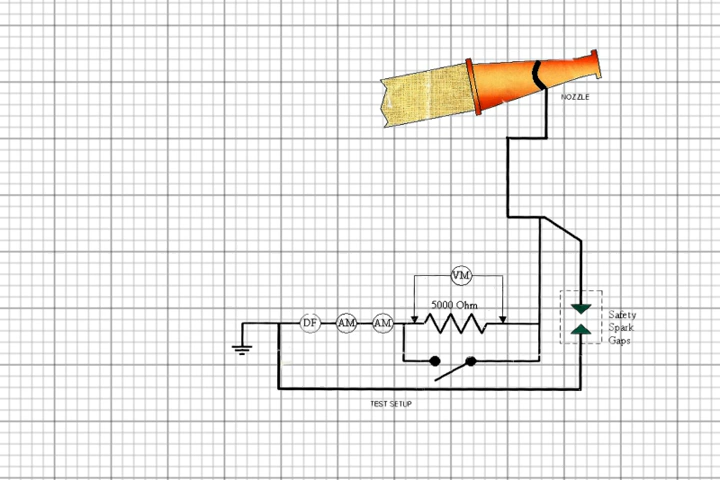 NOZZLE
VM
5000 Ohm
DF AM AM
Safety
Spark
Gaps
TEST SETUP